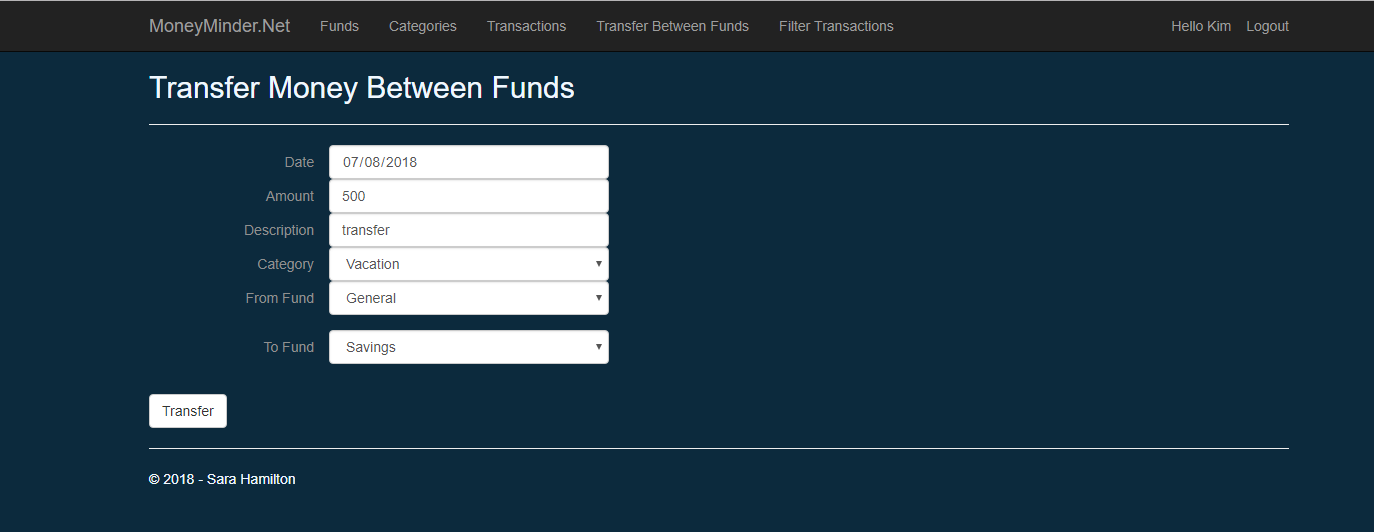 MoneyMinder.Net Funds Categories Transactions Transfer Between Funds Filter Transactions Hello Kim Logout
Transfer Money Between Funds
Date 07/08/2018
Amount 500
Description transfer
Category Vacation
From Fund General
To Fund Savings
Transfer
© 2018 - Sara Hamilton